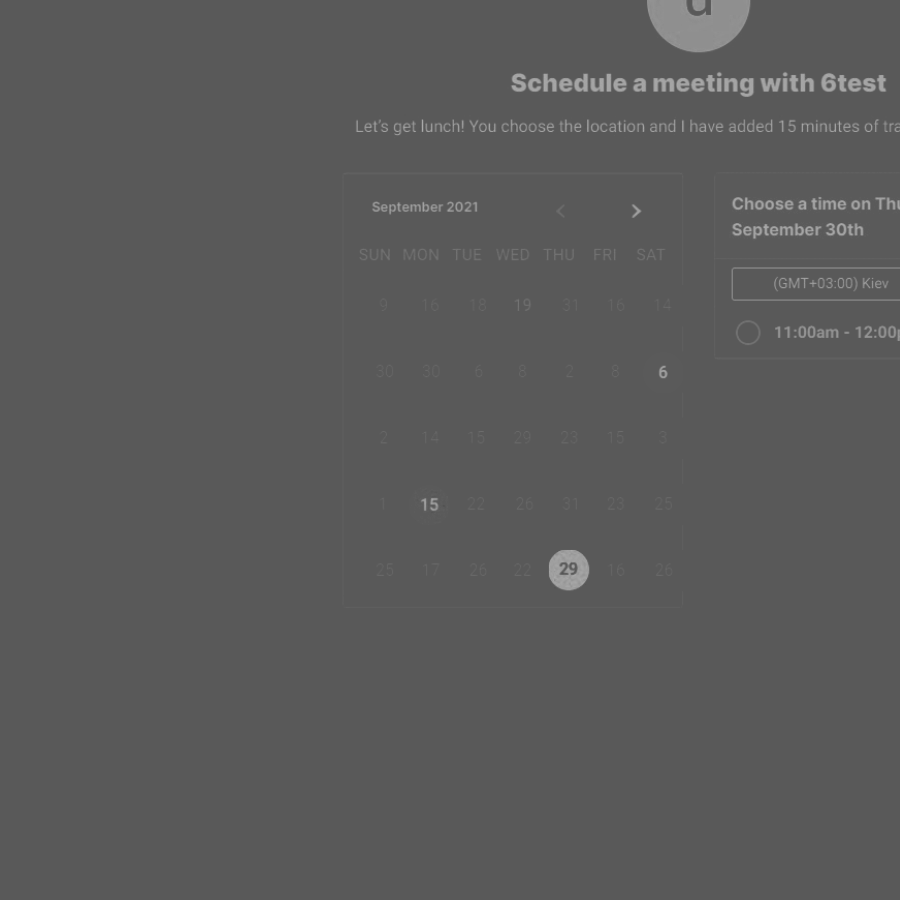 d
Schedule a meeting with 6test
Let's get lunch! You choose the location and I have added 15 minutes of tra
September 2021
SUN MON TUE WED THU FRI SAT
9 16 18 19 31 16 14
30 30 6 8 2 8 6
2 14 15 29 23 15 3
1 15 22 26 31 23 25
25 17 26 22 29 16 26
Choose a time on Thu
September 30th
(GMT+03:00) Kiev
11:00am - 12:00p